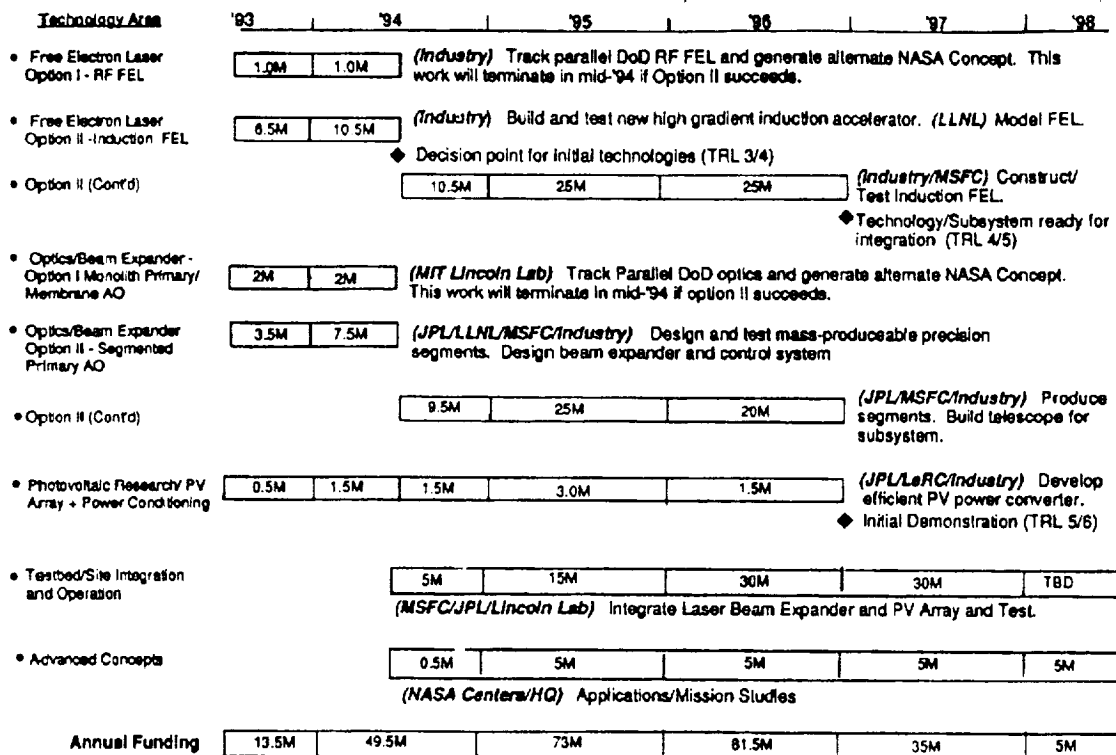 Technology Area '93 '94 '95 '96 '97 '98
• Free Electron Laser
Option I - RF FEL
1.0M 1.0M
(Industry) Track parallel DoD RF FEL and generate alternate NASA Concept. This
work will terminate in mid-'94 if Option II succeeds.
• Free Electron Laser
Option II -Induction FEL
6.5M 10.5M
(Industry) Build and test new high gradient induction accelerator. (LLNL) Model FEL.
◆ Decision point for initial technologies (TRL 3/4)
• Option II (Cont'd)
10.5M 25M 25M
(Industry/MSFC) Construct/
Test Induction FEL.
◆ Technology/Subsystem ready for
integration (TRL 4/5)
• Optics/Beam Expander -
Option I Monolith Primary/
Membrane AO
2M 2M
(MIT Lincoln Lab) Track Parallel DoD optics and generate alternate NASA Concept.
This work will terminate in mid-'94 if option II succeeds.
• Optics/Beam Expander
Option II - Segmented
Primary AO
3.5M 7.5M
(JPL/LLNL/MSFC/Industry) Design and test mass-produceable precision
segments. Design beam expander and control system
• Option II (Cont'd)
9.5M 25M 20M
(JPL/MSFC/Industry) Produce
segments. Build telescope for
subsystem.
• Photovoltaic Research/ PV
Array + Power Conditioning
0.5M 1.5M 1.5M 3.0M 1.5M
(JPL/LeRC/Industry) Develop
efficient PV power converter.
◆ Initial Demonstration (TRL 5/6)
• Testbed/Site Integration
and Operation
5M 15M 30M 30M TBD
(MSFC/JPL/Lincoln Lab) Integrate Laser Beam Expander and PV Array and Test.
• Advanced Concepts
0.5M 5M 5M 5M 5M
(NASA Centers/HQ) Applications/Mission Studies
Annual Funding 13.5M 49.5M 73M 81.5M 35M 5M